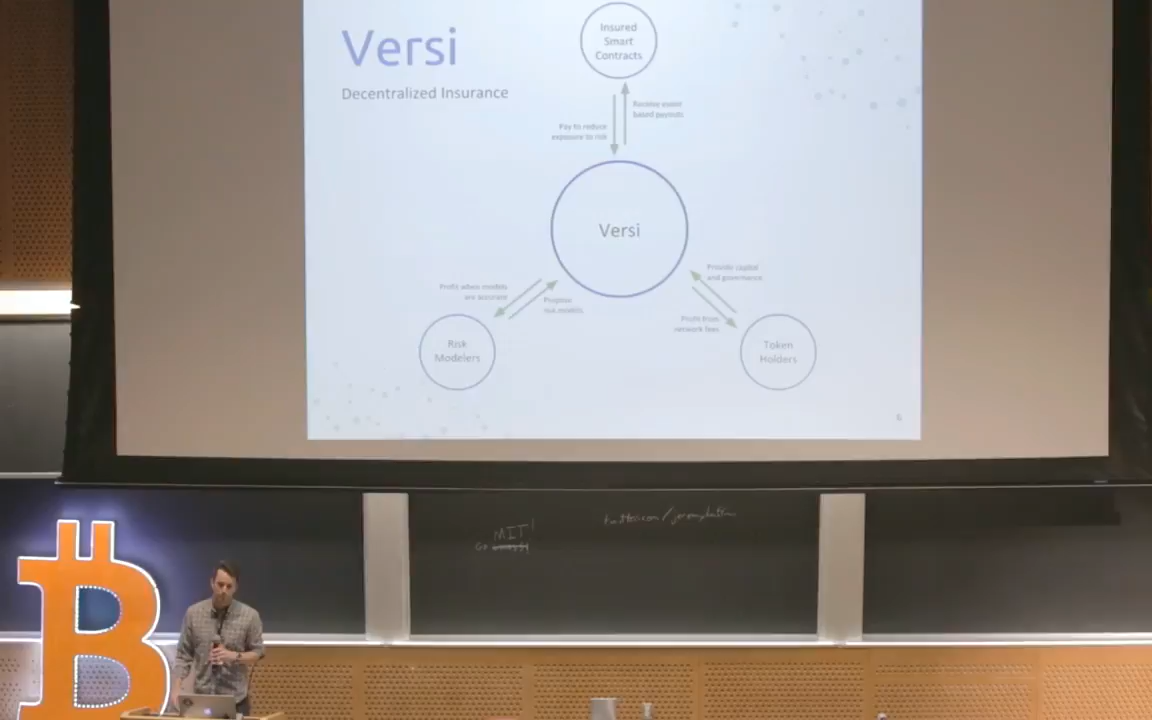 Versi
Decentralized Insurance
Insured
Smart
Contracts
Pay to reduce
exposure to risk
Receive event
based payouts
Versi
Profit when models
are accurate
Propose
risk models
Provide capital
and governance
Profit from
network fees
Risk
Modelers
Token
Holders
6
MIT!
Go